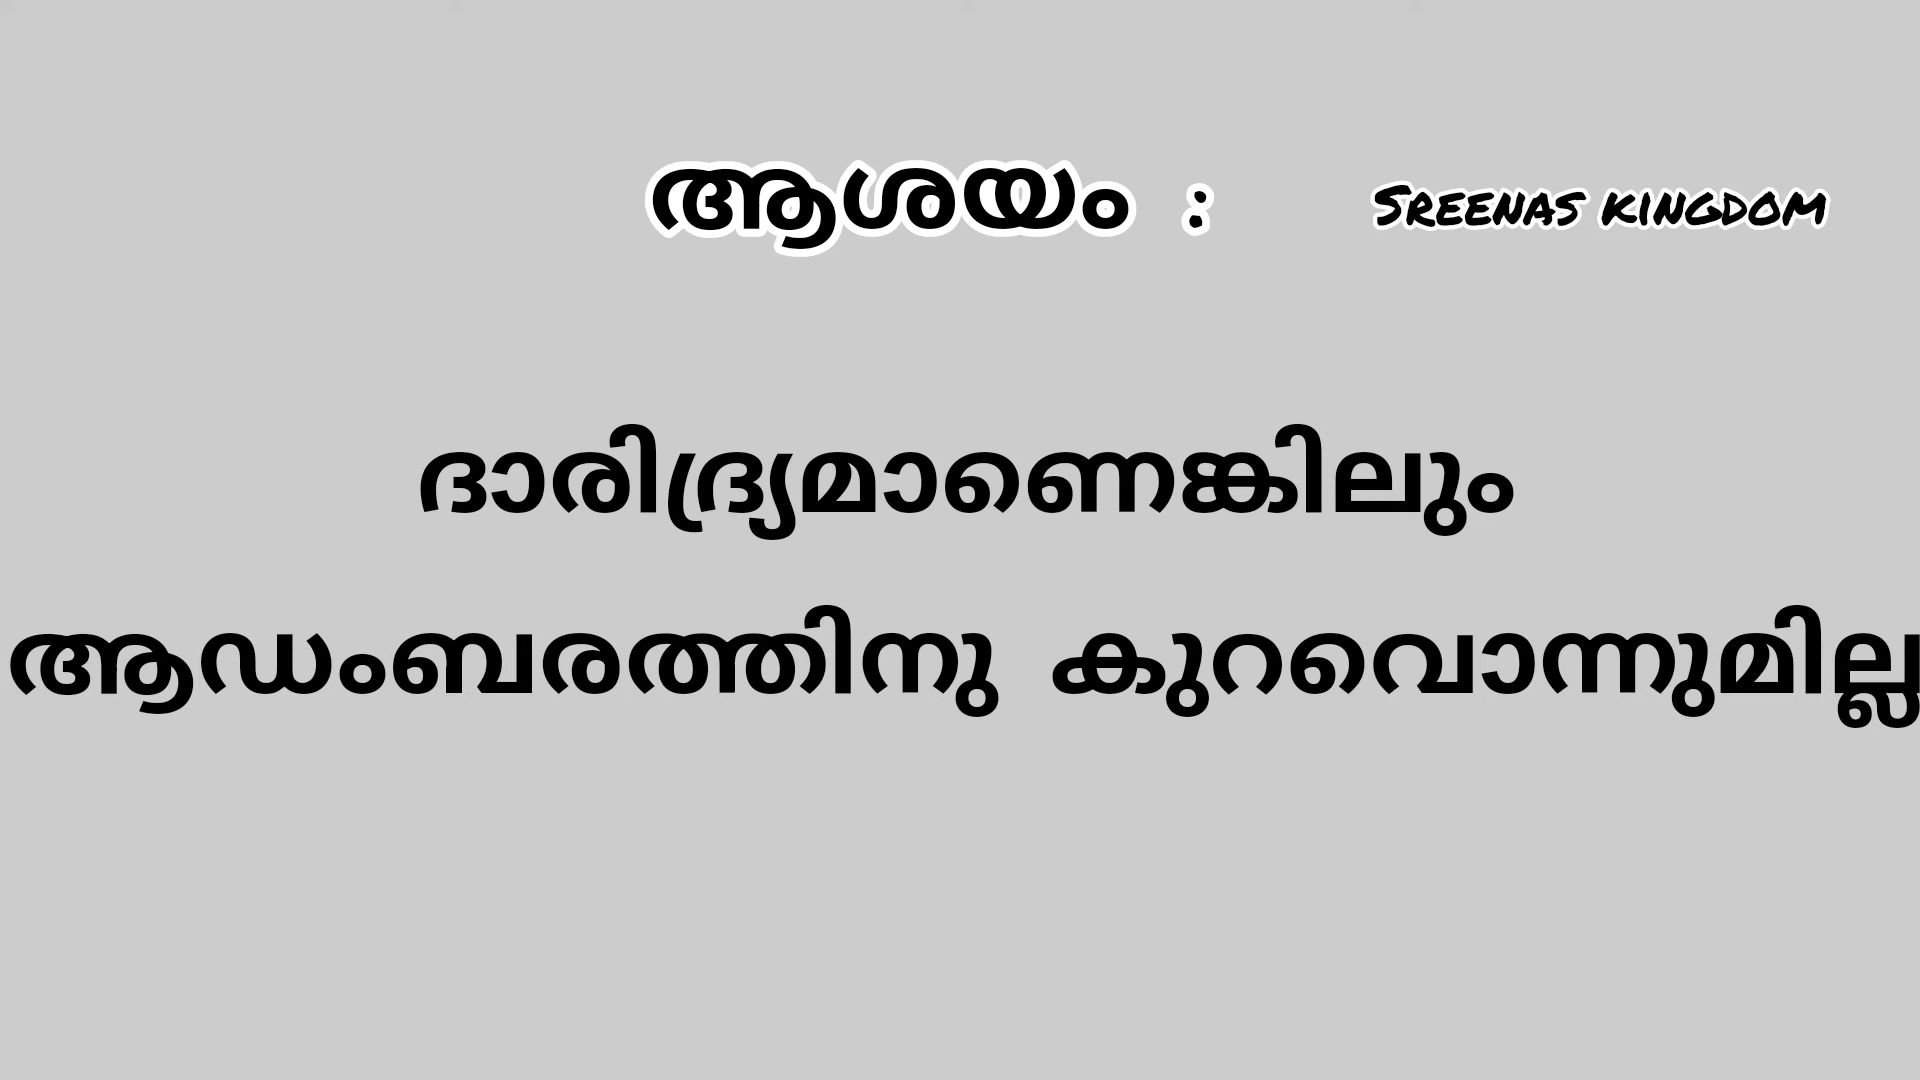 ആശയം : Sreenas kingdom
ദാരിദ്ര്യമാണെങ്കിലും
ആഡംബരത്തിനു കുറവൊന്നുമില്ല